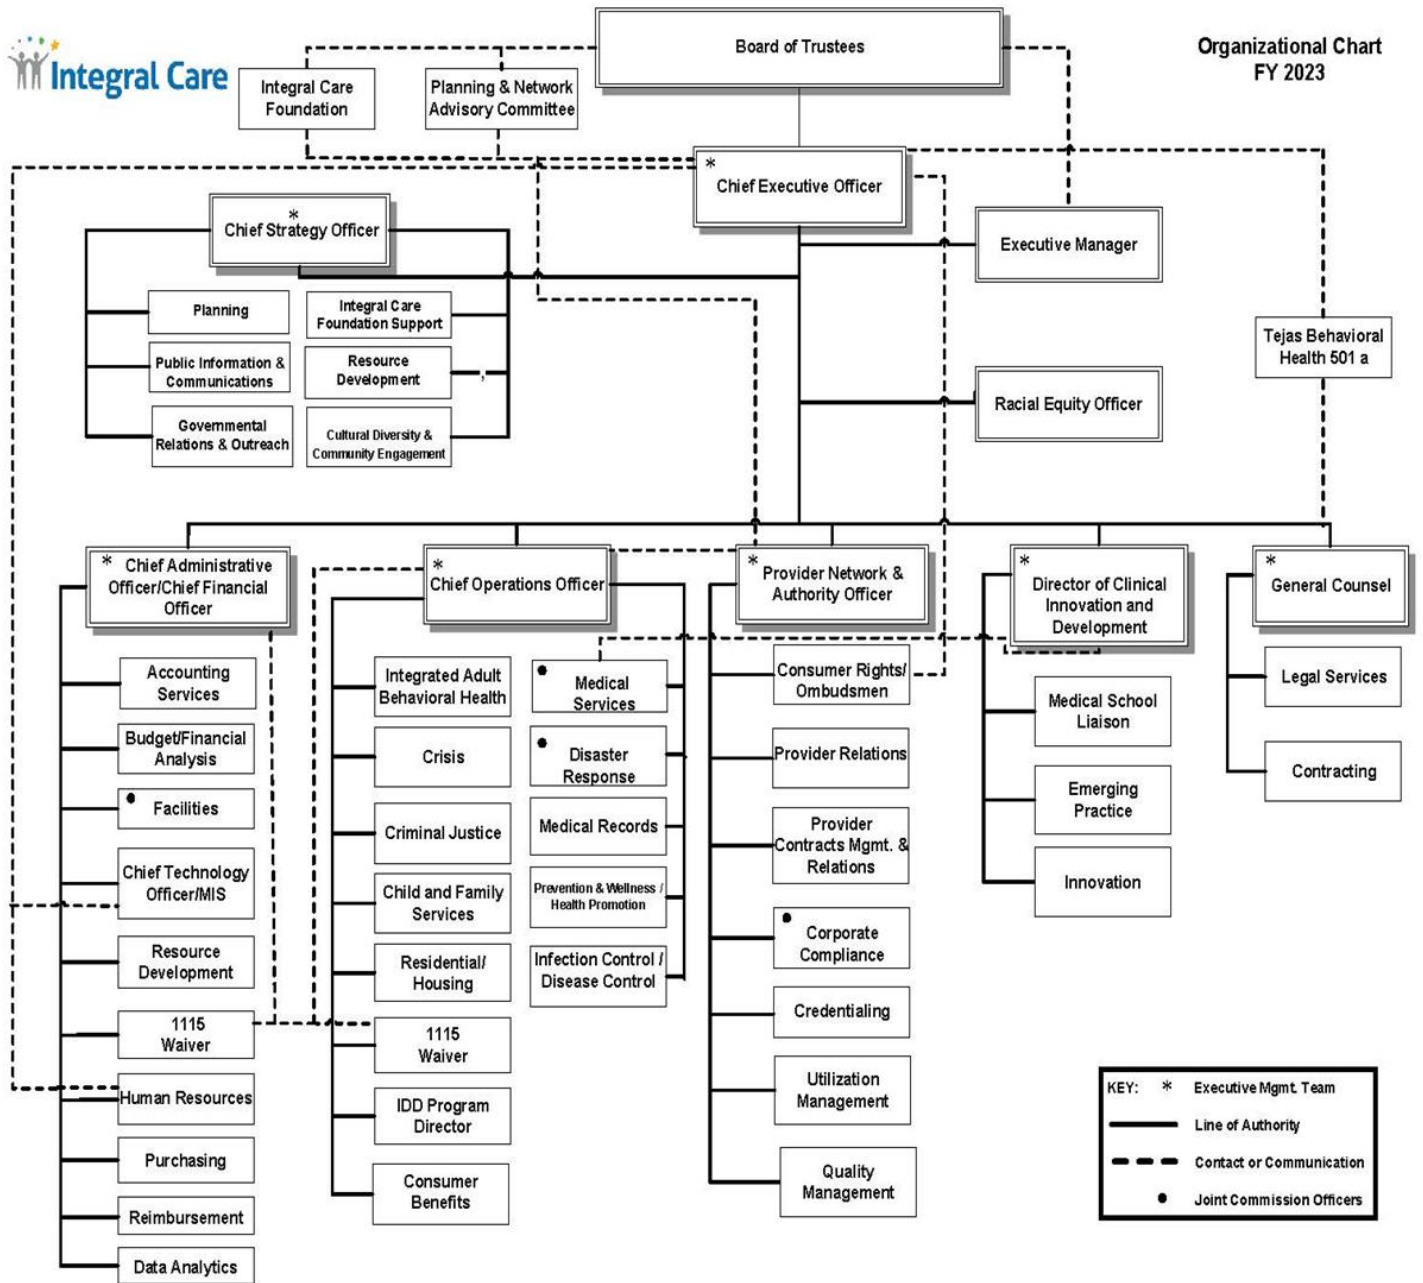 Integral Care
Board of Trustees
Organizational Chart
FY 2023
Integral Care
Foundation
Planning & Network
Advisory Committee
*
Chief Executive Officer
*
Chief Strategy Officer
Executive Manager
Planning
Integral Care
Foundation Support
Public Information &
Communications
Resource
Development
Governmental
Relations & Outreach
Cultural Diversity &
Community Engagement
Tejas Behavioral
Health 501 a
Racial Equity Officer
* Chief Administrative
Officer/Chief Financial
Officer
*
Chief Operations Officer
* Provider Network &
Authority Officer
*
Director of Clinical
Innovation and
Development
*
General Counsel
Accounting
Services
Budget/Financial
Analysis
Facilities
Chief Technology
Officer/MIS
Resource
Development
1115
Waiver
Human Resources
Purchasing
Reimbursement
Data Analytics
Integrated Adult
Behavioral Health
Crisis
Criminal Justice
Child and Family
Services
Residential/
Housing
1115
Waiver
IDD Program
Director
Consumer
Benefits
Medical
Services
Disaster
Response
Medical Records
Prevention & Wellness /
Health Promotion
Infection Control /
Disease Control
Consumer Rights/
Ombudsmen
Provider Relations
Provider
Contracts Mgmt. &
Relations
Corporate
Compliance
Credentialing
Utilization
Management
Quality
Management
Medical School
Liaison
Emerging
Practice
Innovation
Legal Services
Contracting
KEY: * Executive Mgmt. Team
Line of Authority
Contact or Communication
Joint Commission Officers